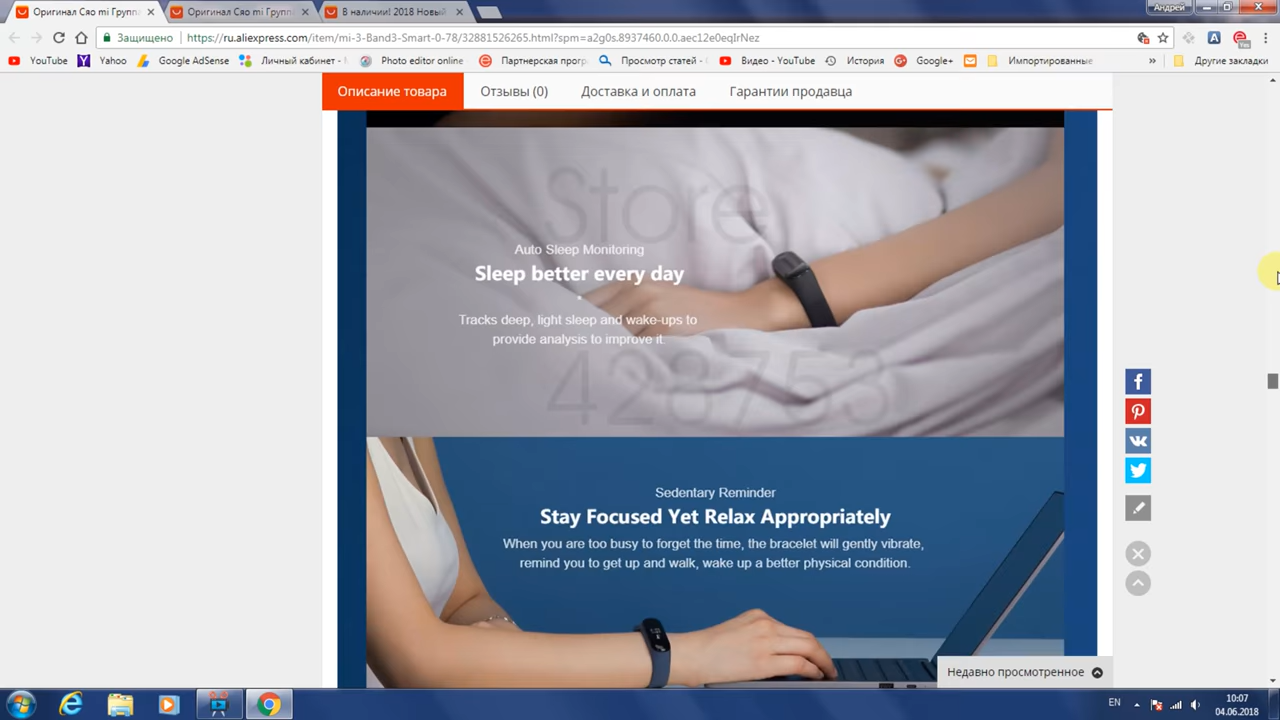 Оригинал Сяо mi Групп
Оригинал Сяо mi Групп
В наличии! 2018 Новый
Андрей
Защищено
https://ru.aliexpress.com/item/mi-3-Band3-Smart-0-78/32881526265.html?spm=a2g0s.8937460.0.0.aec12e0eqIrNez
YouTube
Yahoo
Google AdSense
Личный кабинет -
Photo editor online
Партнерская прог
Просмотр статей -
Видео - YouTube
История
Google+
Импортированные
»
Другие закладки
Описание товара
Отзывы (0)
Доставка и оплата
Гарантии продавца
Store
Auto Sleep Monitoring
Sleep better every day
Tracks deep, light sleep and wake-ups to
provide analysis to improve it.
428753
Sedentary Reminder
Stay Focused Yet Relax Appropriately
When you are too busy to forget the time, the bracelet will gently vibrate,
remind you to get up and walk, wake up a better physical condition.
Недавно просмотренное
EN
10:07
04.06.2018